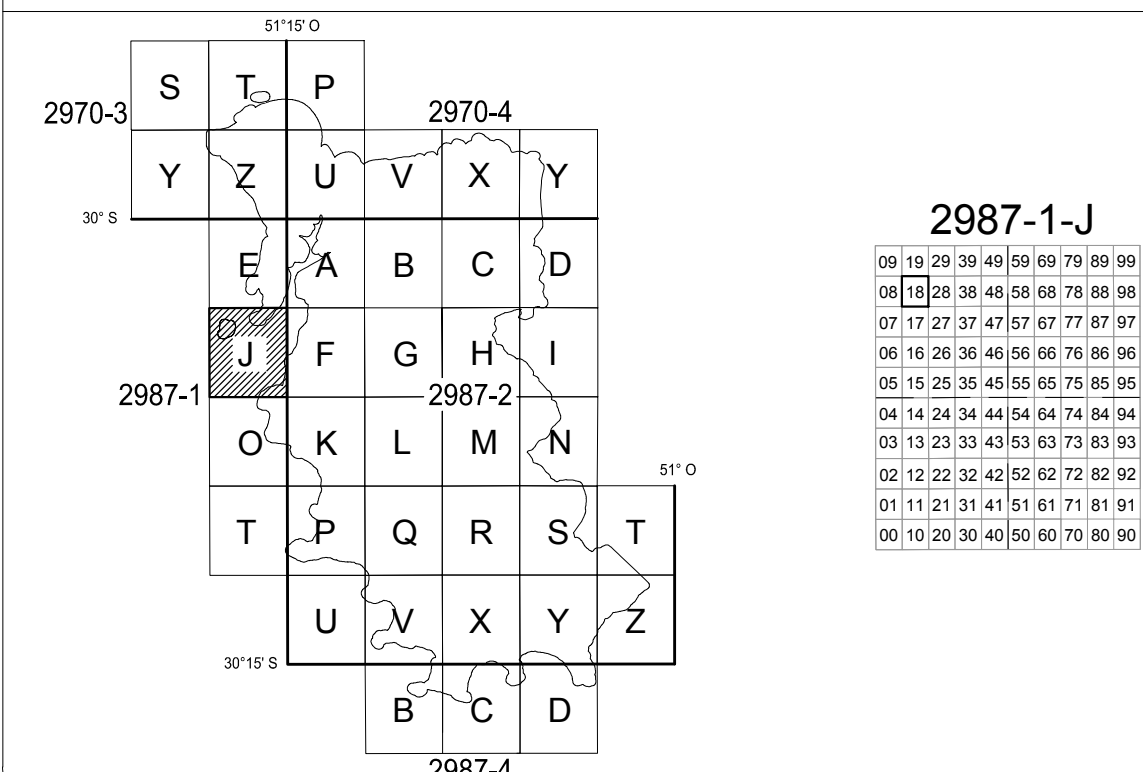 51°15' O
S T P
2970-3 2970-4
Y Z U V X Y
30° S
E A B C D
J F G H I
2987-1 2987-2
O K L M N
51° O
T P Q R S T
U V X Y Z
30°15' S
B C D
2987-4
2987-1-J
09 19 29 39 49 59 69 79 89 99
08 18 28 38 48 58 68 78 88 98
07 17 27 37 47 57 67 77 87 97
06 16 26 36 46 56 66 76 86 96
05 15 25 35 45 55 65 75 85 95
04 14 24 34 44 54 64 74 84 94
03 13 23 33 43 53 63 73 83 93
02 12 22 32 42 52 62 72 82 92
01 11 21 31 41 51 61 71 81 91
00 10 20 30 40 50 60 70 80 90